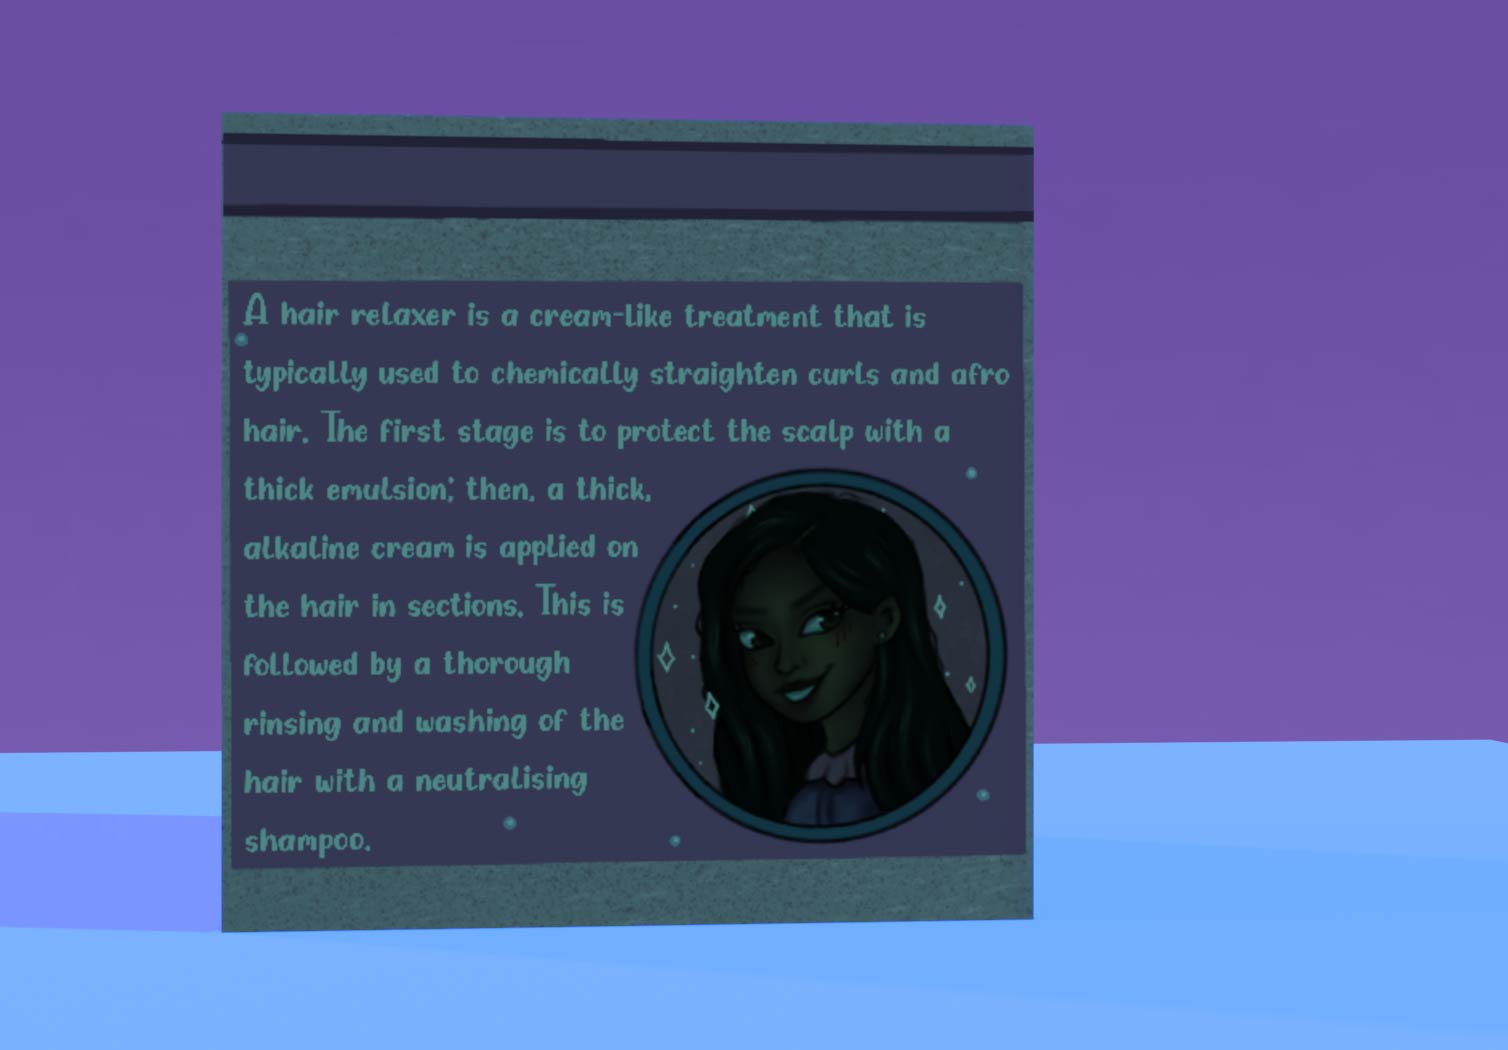 A hair relaxer is a cream-like treatment that is
typically used to chemically straighten curls and afro
hair. The first stage is to protect the scalp with a
thick emulsion; then, a thick,
alkaline cream is applied on
the hair in sections. This is
followed by a thorough
rinsing and washing of the
hair with a neutralising
shampoo.